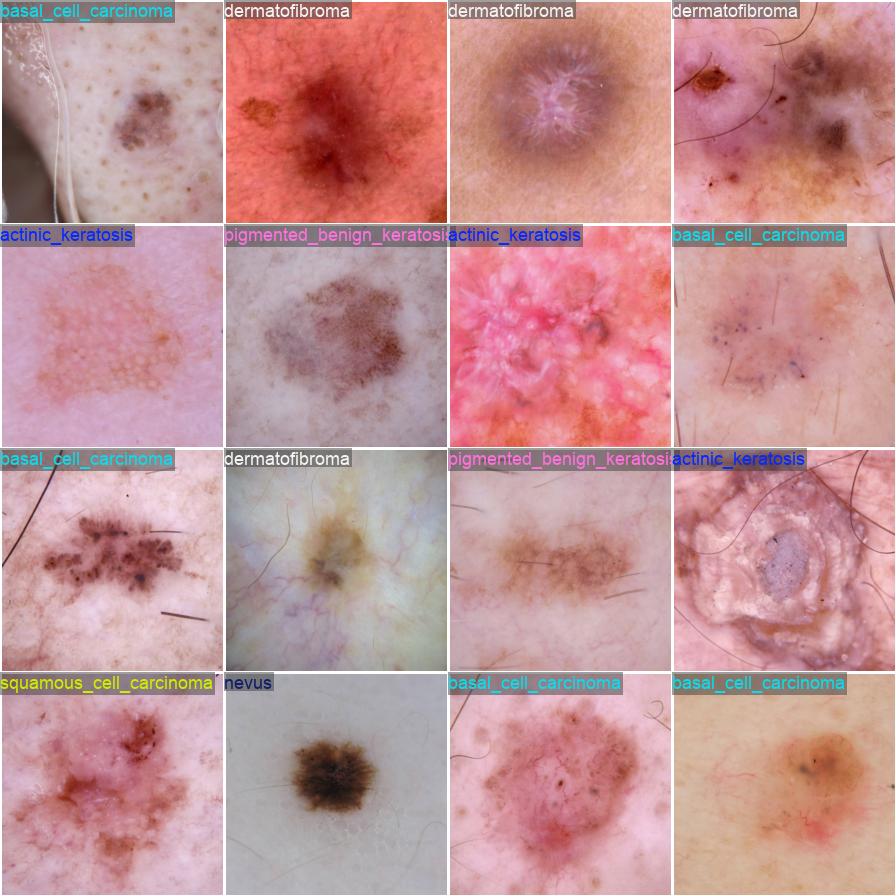 basal_cell_carcinoma
dermatofibroma
dermatofibroma
dermatofibroma
actinic_keratosis
pigmented_benign_keratosis
actinic_keratosis
basal_cell_carcinoma
basal_cell_carcinoma
dermatofibroma
pigmented_benign_keratosis
actinic_keratosis
squamous_cell_carcinoma
nevus
basal_cell_carcinoma
basal_cell_carcinoma